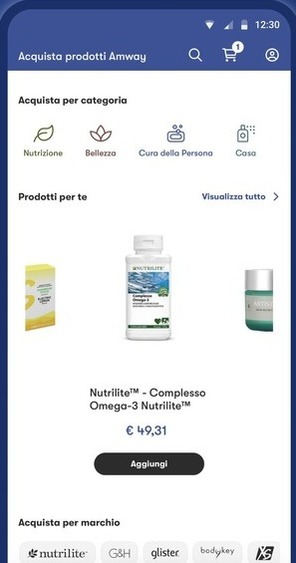 12:30
Acquista prodotti Amway
1
Acquista per categoria
Nutrizione
Bellezza
Cura della Persona
Casa
Prodotti per te
Visualizza tutto
NUTRILITE
Complesso
Omega-3
ARTIST
Nutrilite™ - Complesso
Omega-3 Nutrilite™
€ 49,31
Aggiungi
Acquista per marchio
nutrilite™
G&H
glister
bodykey
XS